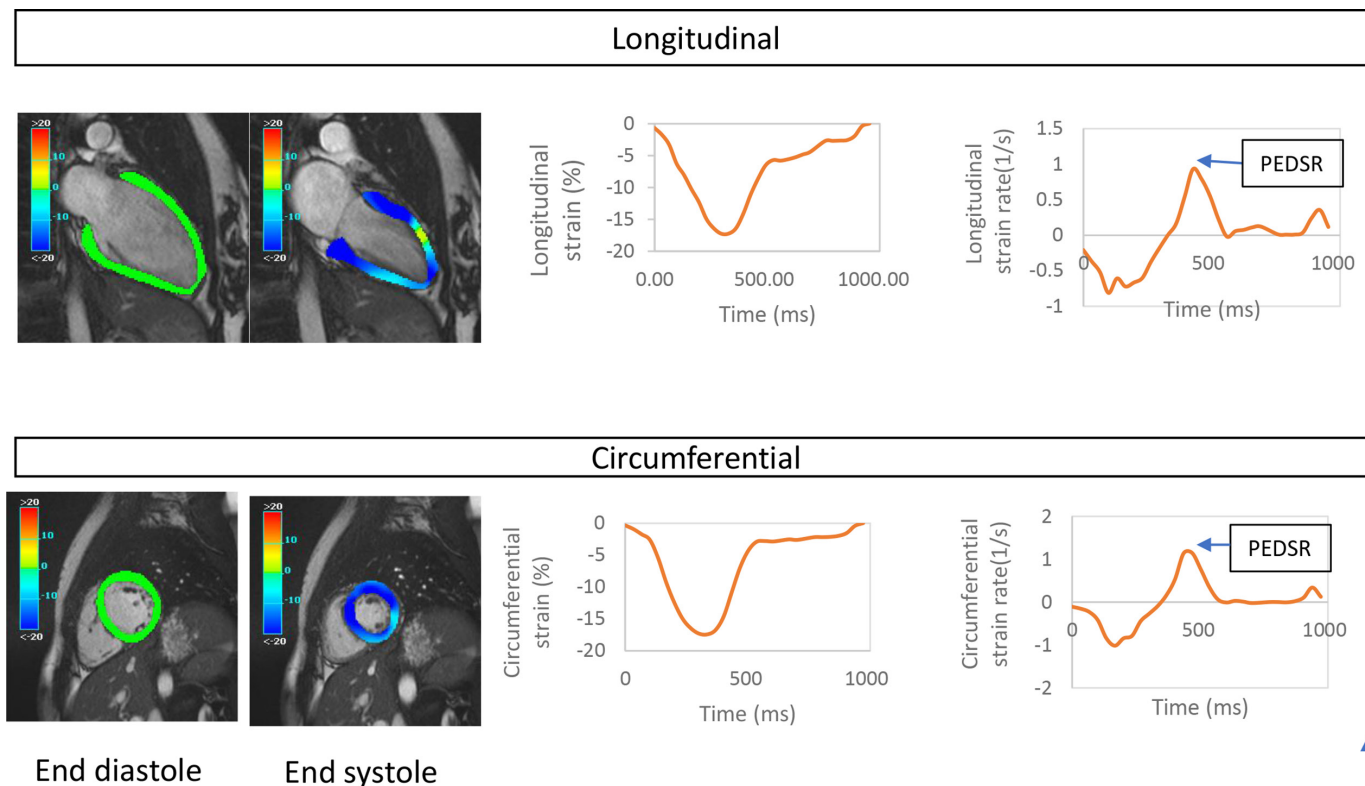 Longitudinal
>20
10
0
-10
<-20
>20
10
0
-10
<-20
Longitudinal
strain (%)
0
-5
-10
-15
-20
0.00
500.00
1000.00
Time (ms)
Longitudinal
strain rate(1/s)
1.5
1
0.5
0
-0.5
-1
0
500
1000
Time (ms)
PEDSR
Circumferential
>20
10
0
-10
<-20
>20
10
0
-10
<-20
Circumferential
strain (%)
0
-5
-10
-15
-20
0
500
1000
Time (ms)
Circumferential
strain rate(1/s)
2
1
0
-1
-2
0
500
1000
Time (ms)
PEDSR
End diastole
End systole